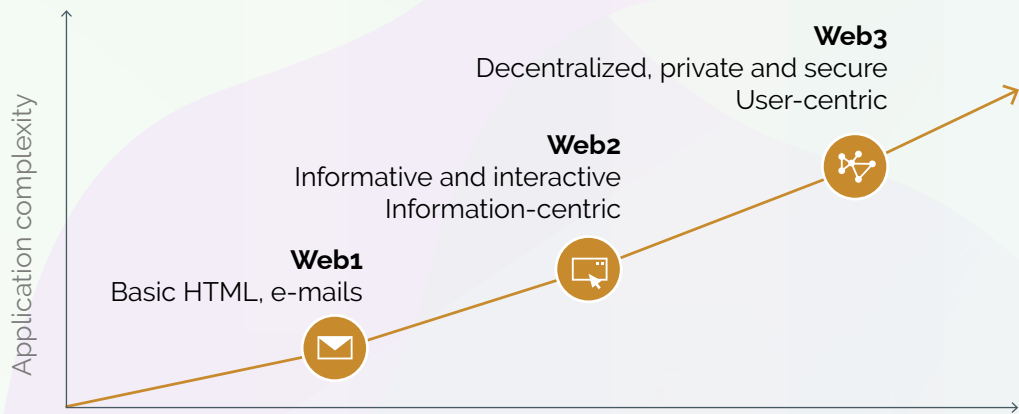 Application complexity
Web3
Decentralized, private and secure
User-centric
Web2
Informative and interactive
Information-centric
Web1
Basic HTML, e-mails